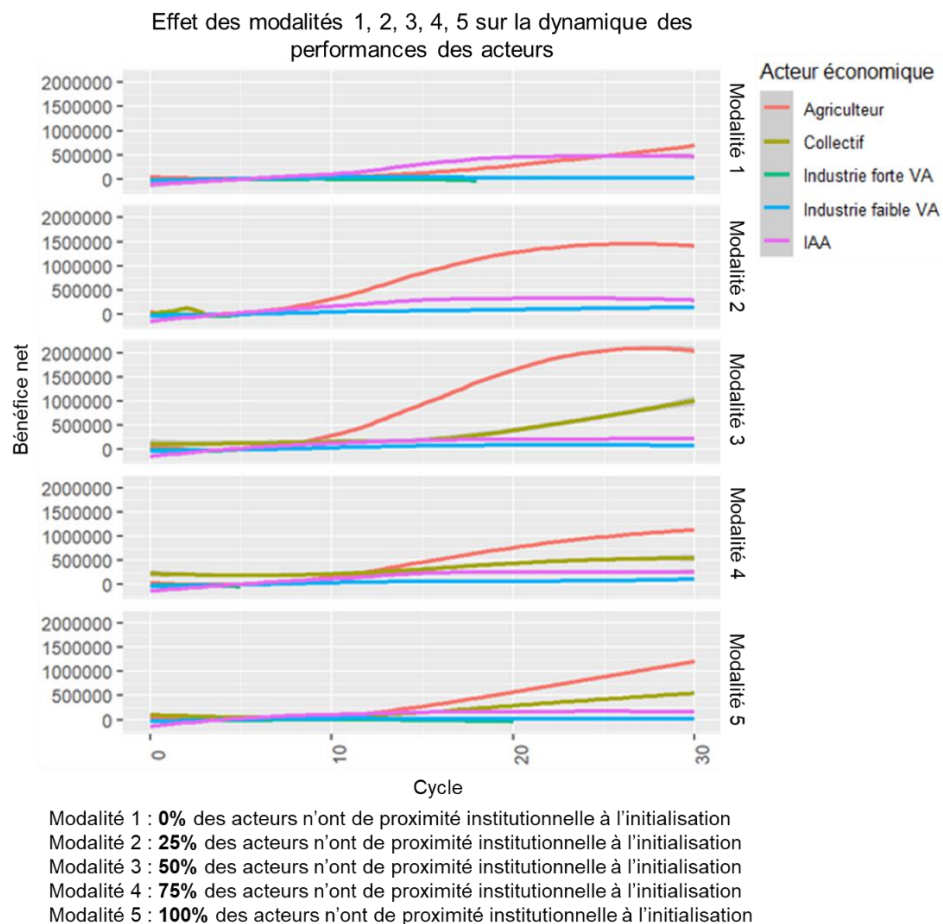 Effet des modalités 1, 2, 3, 4, 5 sur la dynamique des
performances des acteurs
Acteur économique
Agriculteur
Collectif
Industrie forte VA
Industrie faible VA
IAA
Bénéfice net
2000000
1500000
1000000
500000
0
Modalité 1
2000000
1500000
1000000
500000
0
Modalité 2
2000000
1500000
1000000
500000
0
Modalité 3
2000000
1500000
1000000
500000
0
Modalité 4
2000000
1500000
1000000
500000
0
Modalité 5
0
10
20
30
Cycle
Modalité 1 : 0% des acteurs n’ont de proximité institutionnelle à l’initialisation
Modalité 2 : 25% des acteurs n’ont de proximité institutionnelle à l’initialisation
Modalité 3 : 50% des acteurs n’ont de proximité institutionnelle à l’initialisation
Modalité 4 : 75% des acteurs n’ont de proximité institutionnelle à l’initialisation
Modalité 5 : 100% des acteurs n’ont de proximité institutionnelle à l’initialisation